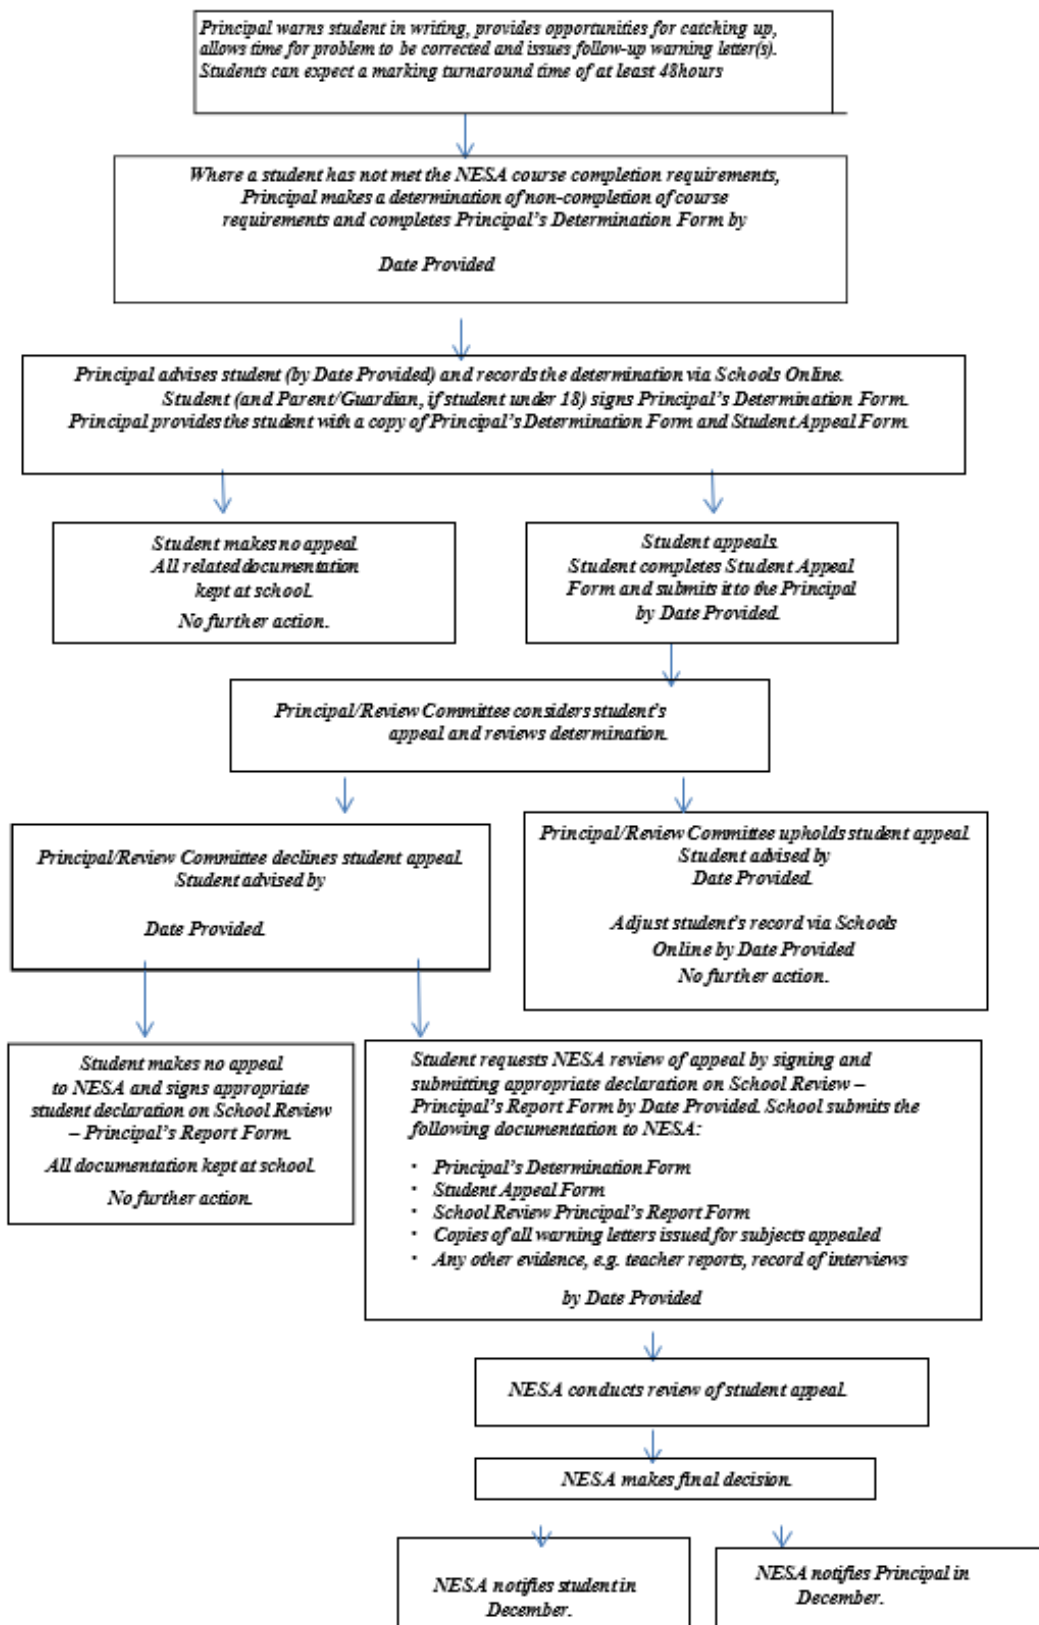 Principal warns student in writing, provides opportunities for catching up,
allows time for problem to be corrected and issues follow-up warning letter(s).
Students can expect a marking turnaround time of at least 48hours
Where a student has not met the NESA course completion requirements,
Principal makes a determination of non-completion of course
requirements and completes Principal's Determination Form by
Date Provided
Principal advises student (by Date Provided) and records the determination via Schools Online.
Student (and Parent/Guardian, if student under 18) signs Principal's Determination Form.
Principal provides the student with a copy of Principal's Determination Form and Student Appeal Form.
Student makes no appeal.
All related documentation
kept at school.
No further action.
Student appeals.
Student completes Student Appeal
Form and submits it to the Principal
by Date Provided.
Principal/Review Committee considers student's
appeal and reviews determination.
Principal/Review Committee declines student appeal.
Student advised by
Date Provided.
Principal/Review Committee upholds student appeal.
Student advised by
Date Provided.
Adjust student's record via Schools
Online by Date Provided
No further action.
Student makes no appeal
to NESA and signs appropriate
student declaration on School Review
– Principal's Report Form.
All documentation kept at school.
No further action.
Student requests NESA review of appeal by signing and
submitting appropriate declaration on School Review –
Principal's Report Form by Date Provided. School submits the
following documentation to NESA:
· Principal's Determination Form
· Student Appeal Form
· School Review Principal's Report Form
· Copies of all warning letters issued for subjects appealed
· Any other evidence, e.g. teacher reports, record of interviews
by Date Provided
NESA conducts review of student appeal.
NESA makes final decision.
NESA notifies student in
December.
NESA notifies Principal in
December.